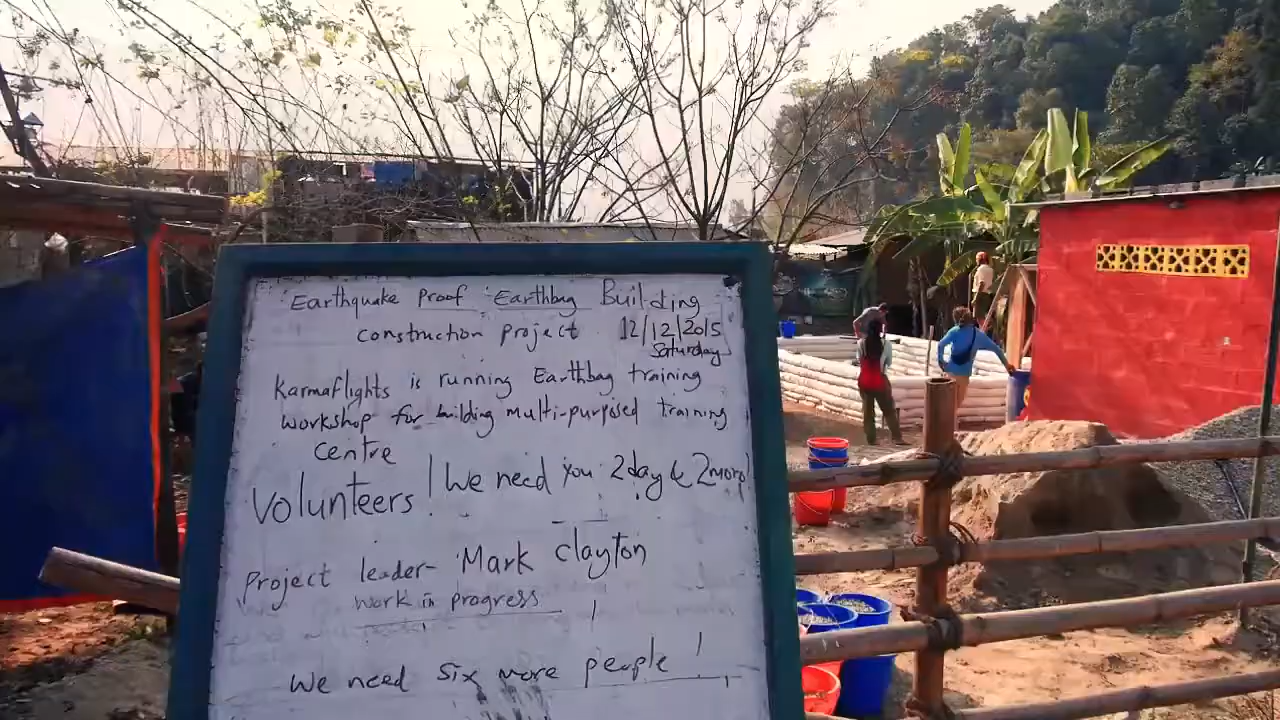 Earthquake Proof Earthbag Building
construction project 12/12/2015
Saturday
Karmaflights is running Earthbag training
workshop for building multi-purposed training
centre
Volunteers! We need you 2day & 2moro!
Project leader- Mark Clayton
work in progress !
We need six more people !